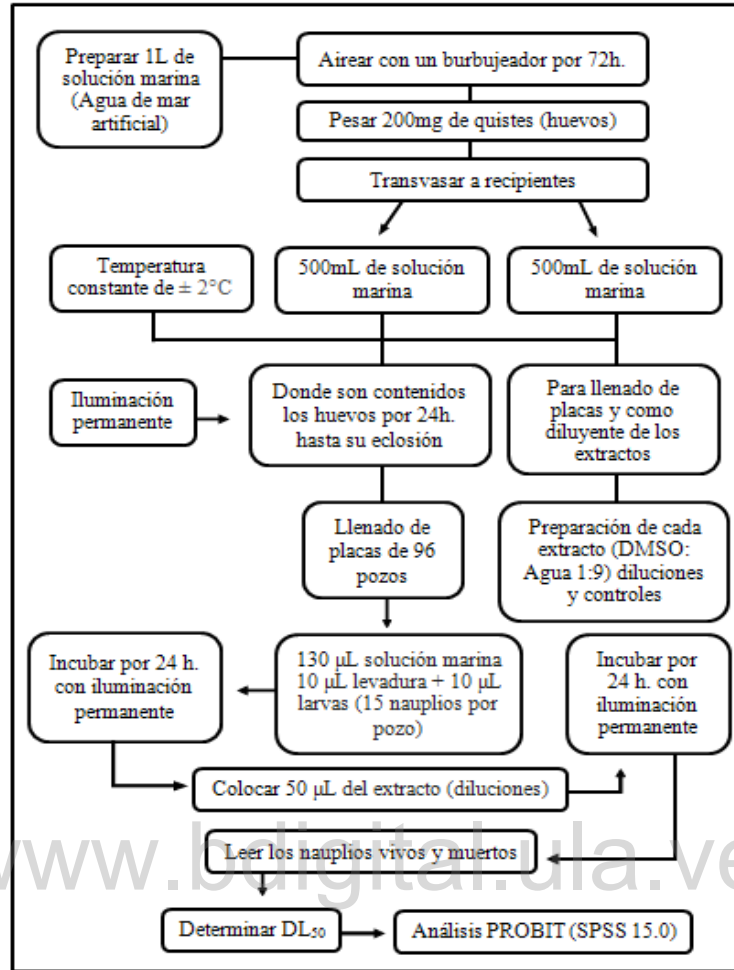 Preparar 1L de
solución marina
(Agua de mar
artificial)
Airear con un burbujeador por 72h.
Pesar 200mg de quistes (huevos)
Transvasar a recipientes
Temperatura
constante de ± 2°C
500mL de solución
marina
500mL de solución
marina
Iluminación
permanente
Donde son contenidos
los huevos por 24h.
hasta su eclosión
Para llenado de
placas y como
diluyente de los
extractos
Llenado de
placas de 96
pozos
Preparación de cada
extracto (DMSO:
Agua 1:9) diluciones
y controles
Incubar por 24 h.
con iluminación
permanente
130 µL solución marina
10 µL levadura + 10 µL
larvas (15 nauplios por
pozo)
Incubar por
24 h. con
iluminación
permanente
Colocar 50 µL del extracto (diluciones)
Leer los nauplios vivos y muertos
www.bdigital.ula.ve
Determinar DL₅₀
Análisis PROBIT (SPSS 15.0)